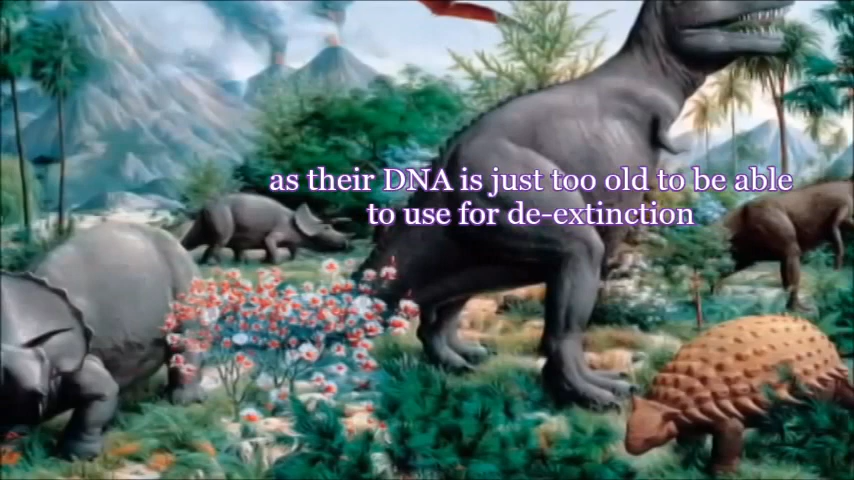 as their DNA is just too old to be able
to use for de-extinction